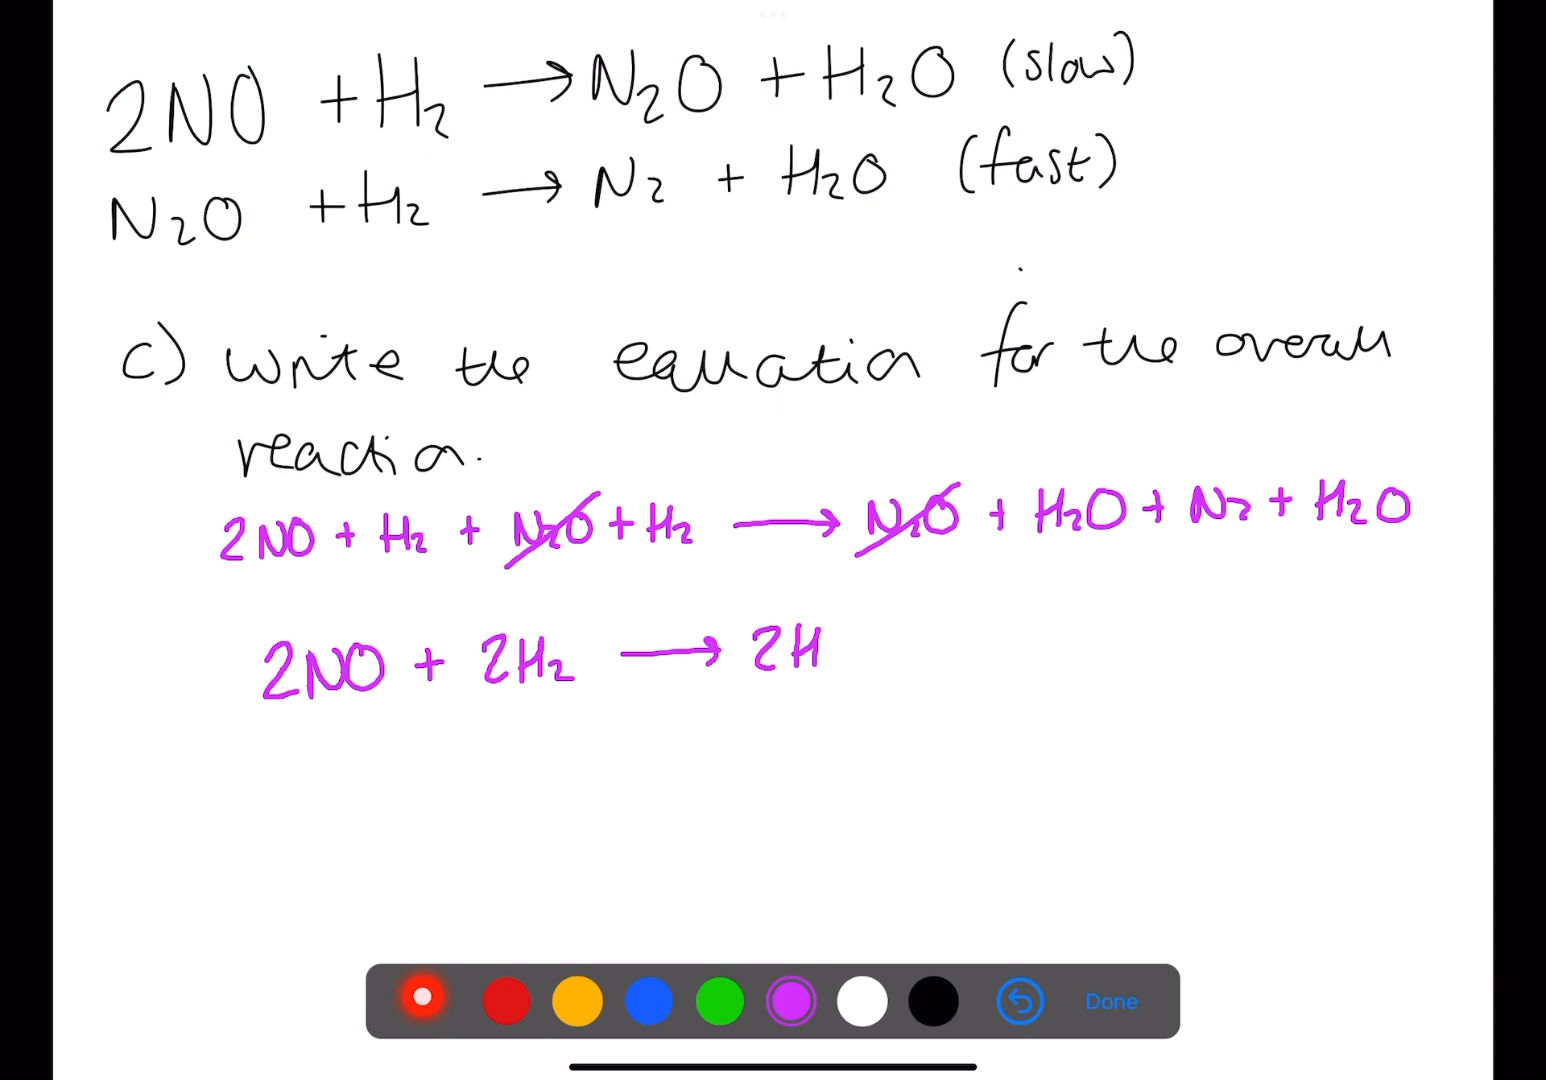 2NO + H₂ → N₂O + H₂O (slow)
N₂O + H₂ → N₂ + H₂O (fast)
c) Write the equation for the overall
reaction.
2NO + H₂ + N₂O + H₂ → N₂O + H₂O + N₂ + H₂O
2NO + 2H₂ → 2H
Done